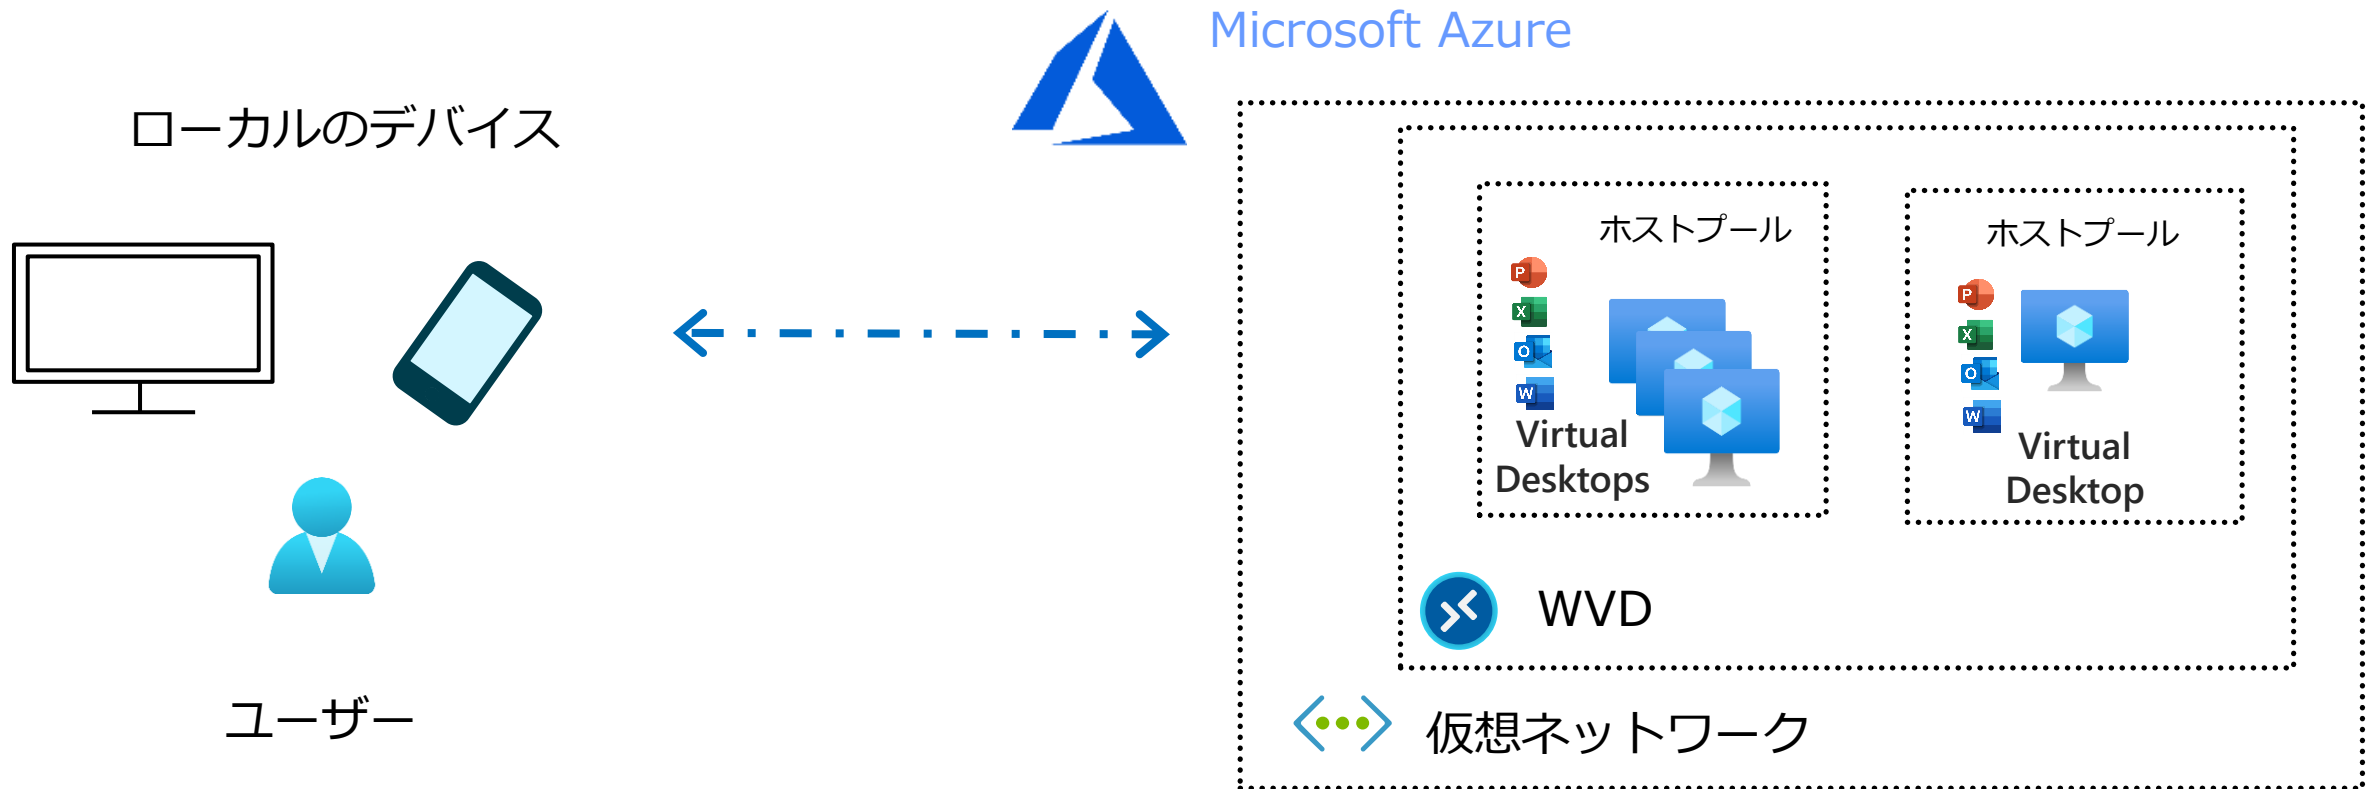 Microsoft Azure
ローカルのデバイス
ホストプール
P
X
O
W
Virtual
Desktops
ホストプール
P
X
O
W
Virtual
Desktop
WVD
ユーザー
仮想ネットワーク